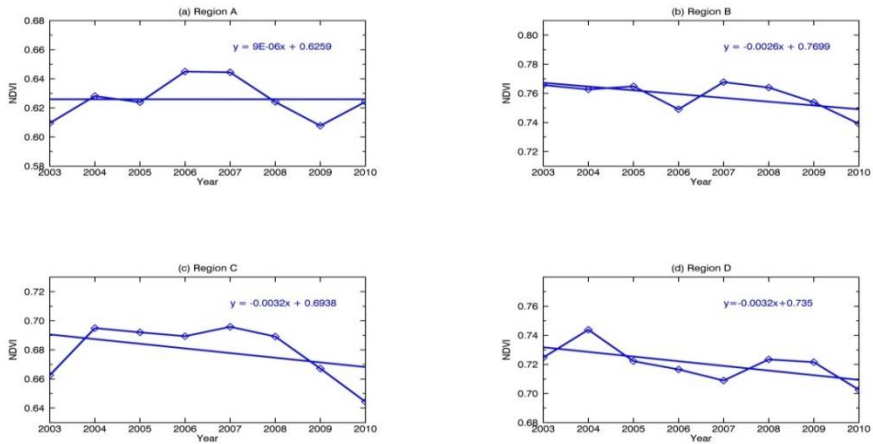 (a) Region A
0.68
0.66
0.64
0.62
0.60
0.58
NDVI
y = 9E-06x + 0.6259
2003 2004 2005 2006 2007 2008 2009 2010
Year
(b) Region B
0.80
0.78
0.76
0.74
0.72
NDVI
y = -0.0026x + 0.7699
2003 2004 2005 2006 2007 2008 2009 2010
Year
(c) Region C
0.72
0.70
0.68
0.66
0.64
NDVI
y = -0.0032x + 0.6938
2003 2004 2005 2006 2007 2008 2009 2010
Year
(d) Region D
0.76
0.74
0.72
0.70
0.68
NDVI
y=-0.0032x+0.735
2003 2004 2005 2006 2007 2008 2009 2010
Year